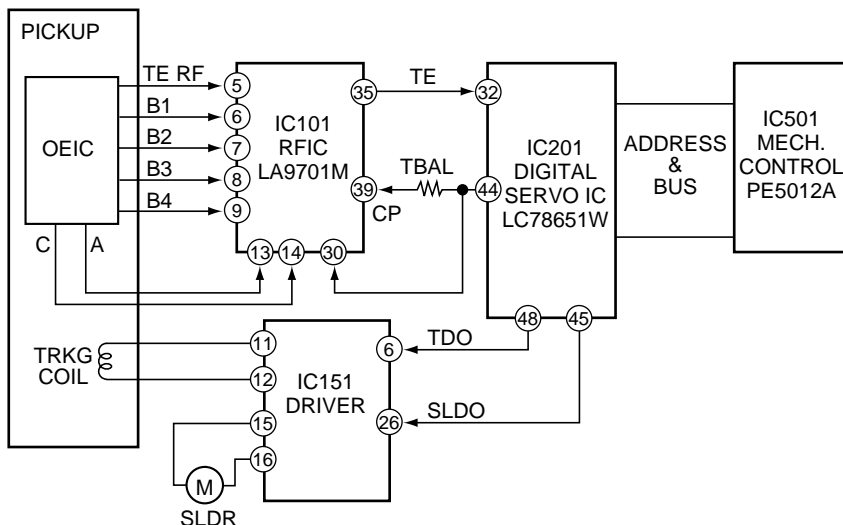 PICKUP
OEIC
TE RF
B1
B2
B3
B4
C
A
5
6
7
8
9
IC101
RFIC
LA9701M
35
39
13
14
30
TE
TBAL
CP
32
44
IC201
DIGITAL
SERVO IC
LC78651W
48
45
ADDRESS
&
BUS
IC501
MECH.
CONTROL
PE5012A
TRKG
COIL
11
12
15
16
IC151
DRIVER
6
26
TDO
SLDO
M
SLDR